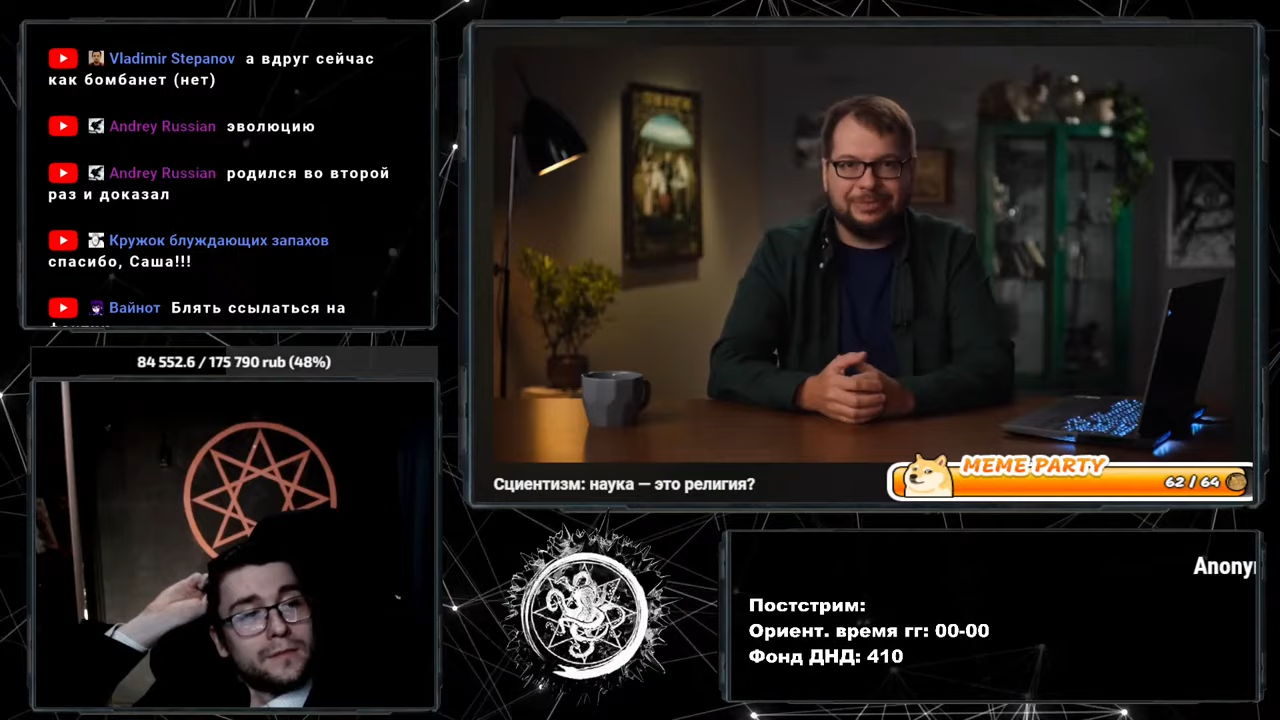 Vladimir Stepanov а вдруг сейчас
как бомбанет (нет)
Andrey Russian эволюцию
Andrey Russian родился во второй
раз и доказал
Кружок блуждающих запахов
спасибо, Саша!!!
Вайнот Блять ссылаться на
84 552.6 / 175 790 rub (48%)
Сциентизм: наука — это религия?
MEME PARTY
62 / 64
Anony
Постстрим:
Ориент. время гг: 00-00
Фонд ДНД: 410